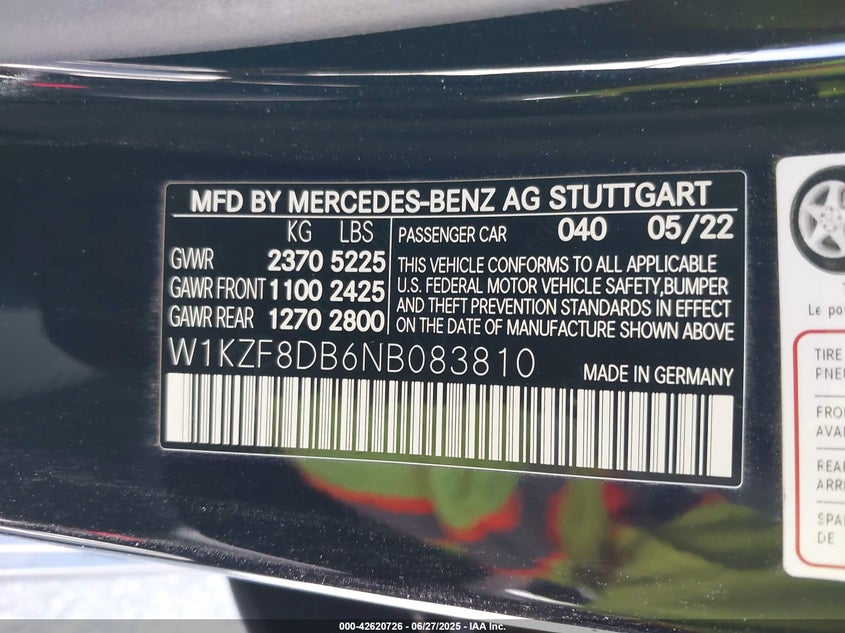 MFD BY MERCEDES-BENZ AG STUTTGART
KG LBS
GVWR 2370 5225
GAWR FRONT 1100 2425
GAWR REAR 1270 2800
PASSENGER CAR 040 05/22
THIS VEHICLE CONFORMS TO ALL APPLICABLE
U.S. FEDERAL MOTOR VEHICLE SAFETY,BUMPER
AND THEFT PREVENTION STANDARDS IN EFFECT
ON THE DATE OF MANUFACTURE SHOWN ABOVE
W1KZF8DB6NB083810
MADE IN GERMANY
Le
TIRE
DE
000-42620726 - 06/27/2025 - IAA Inc.